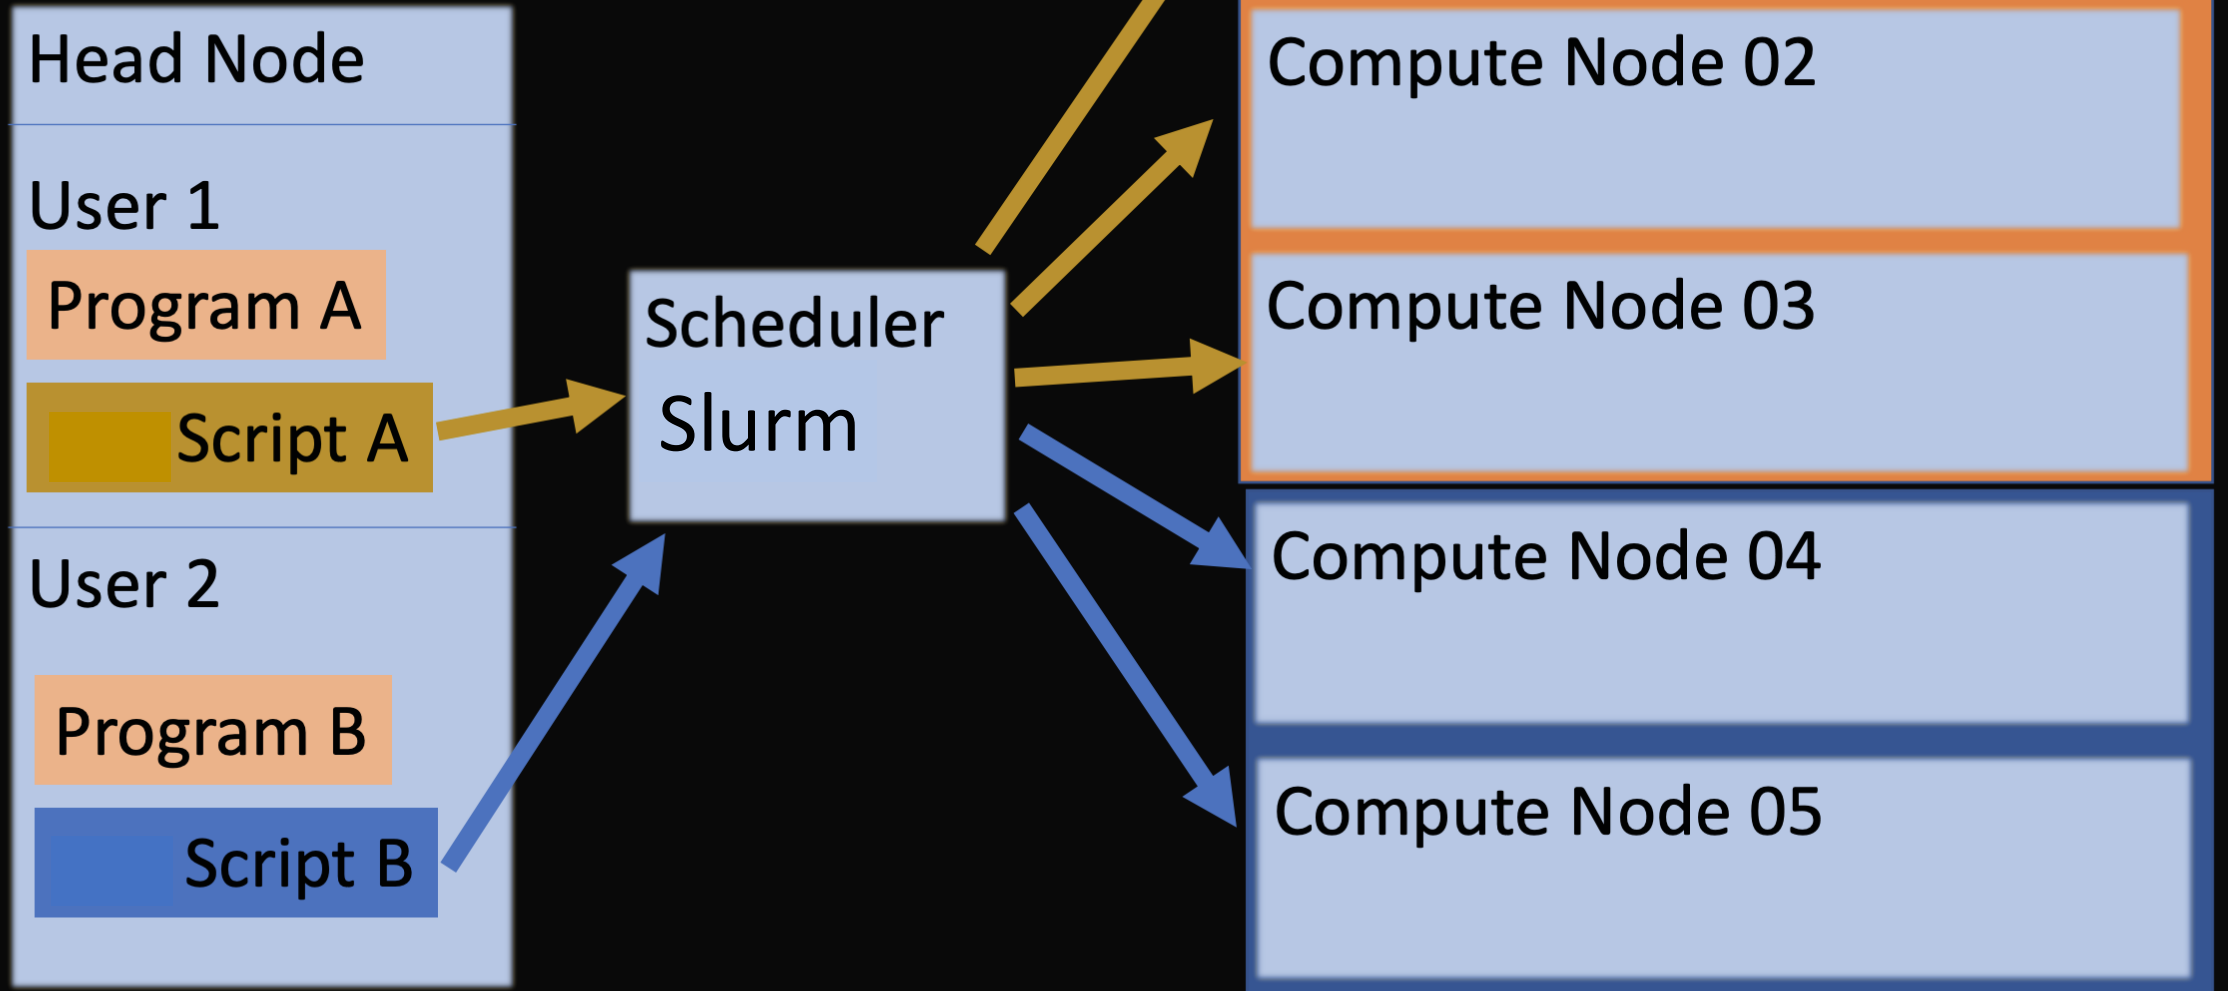 Head Node
User 1
Program A
Script A
User 2
Program B
Script B
Scheduler
Slurm
Compute Node 02
Compute Node 03
Compute Node 04
Compute Node 05